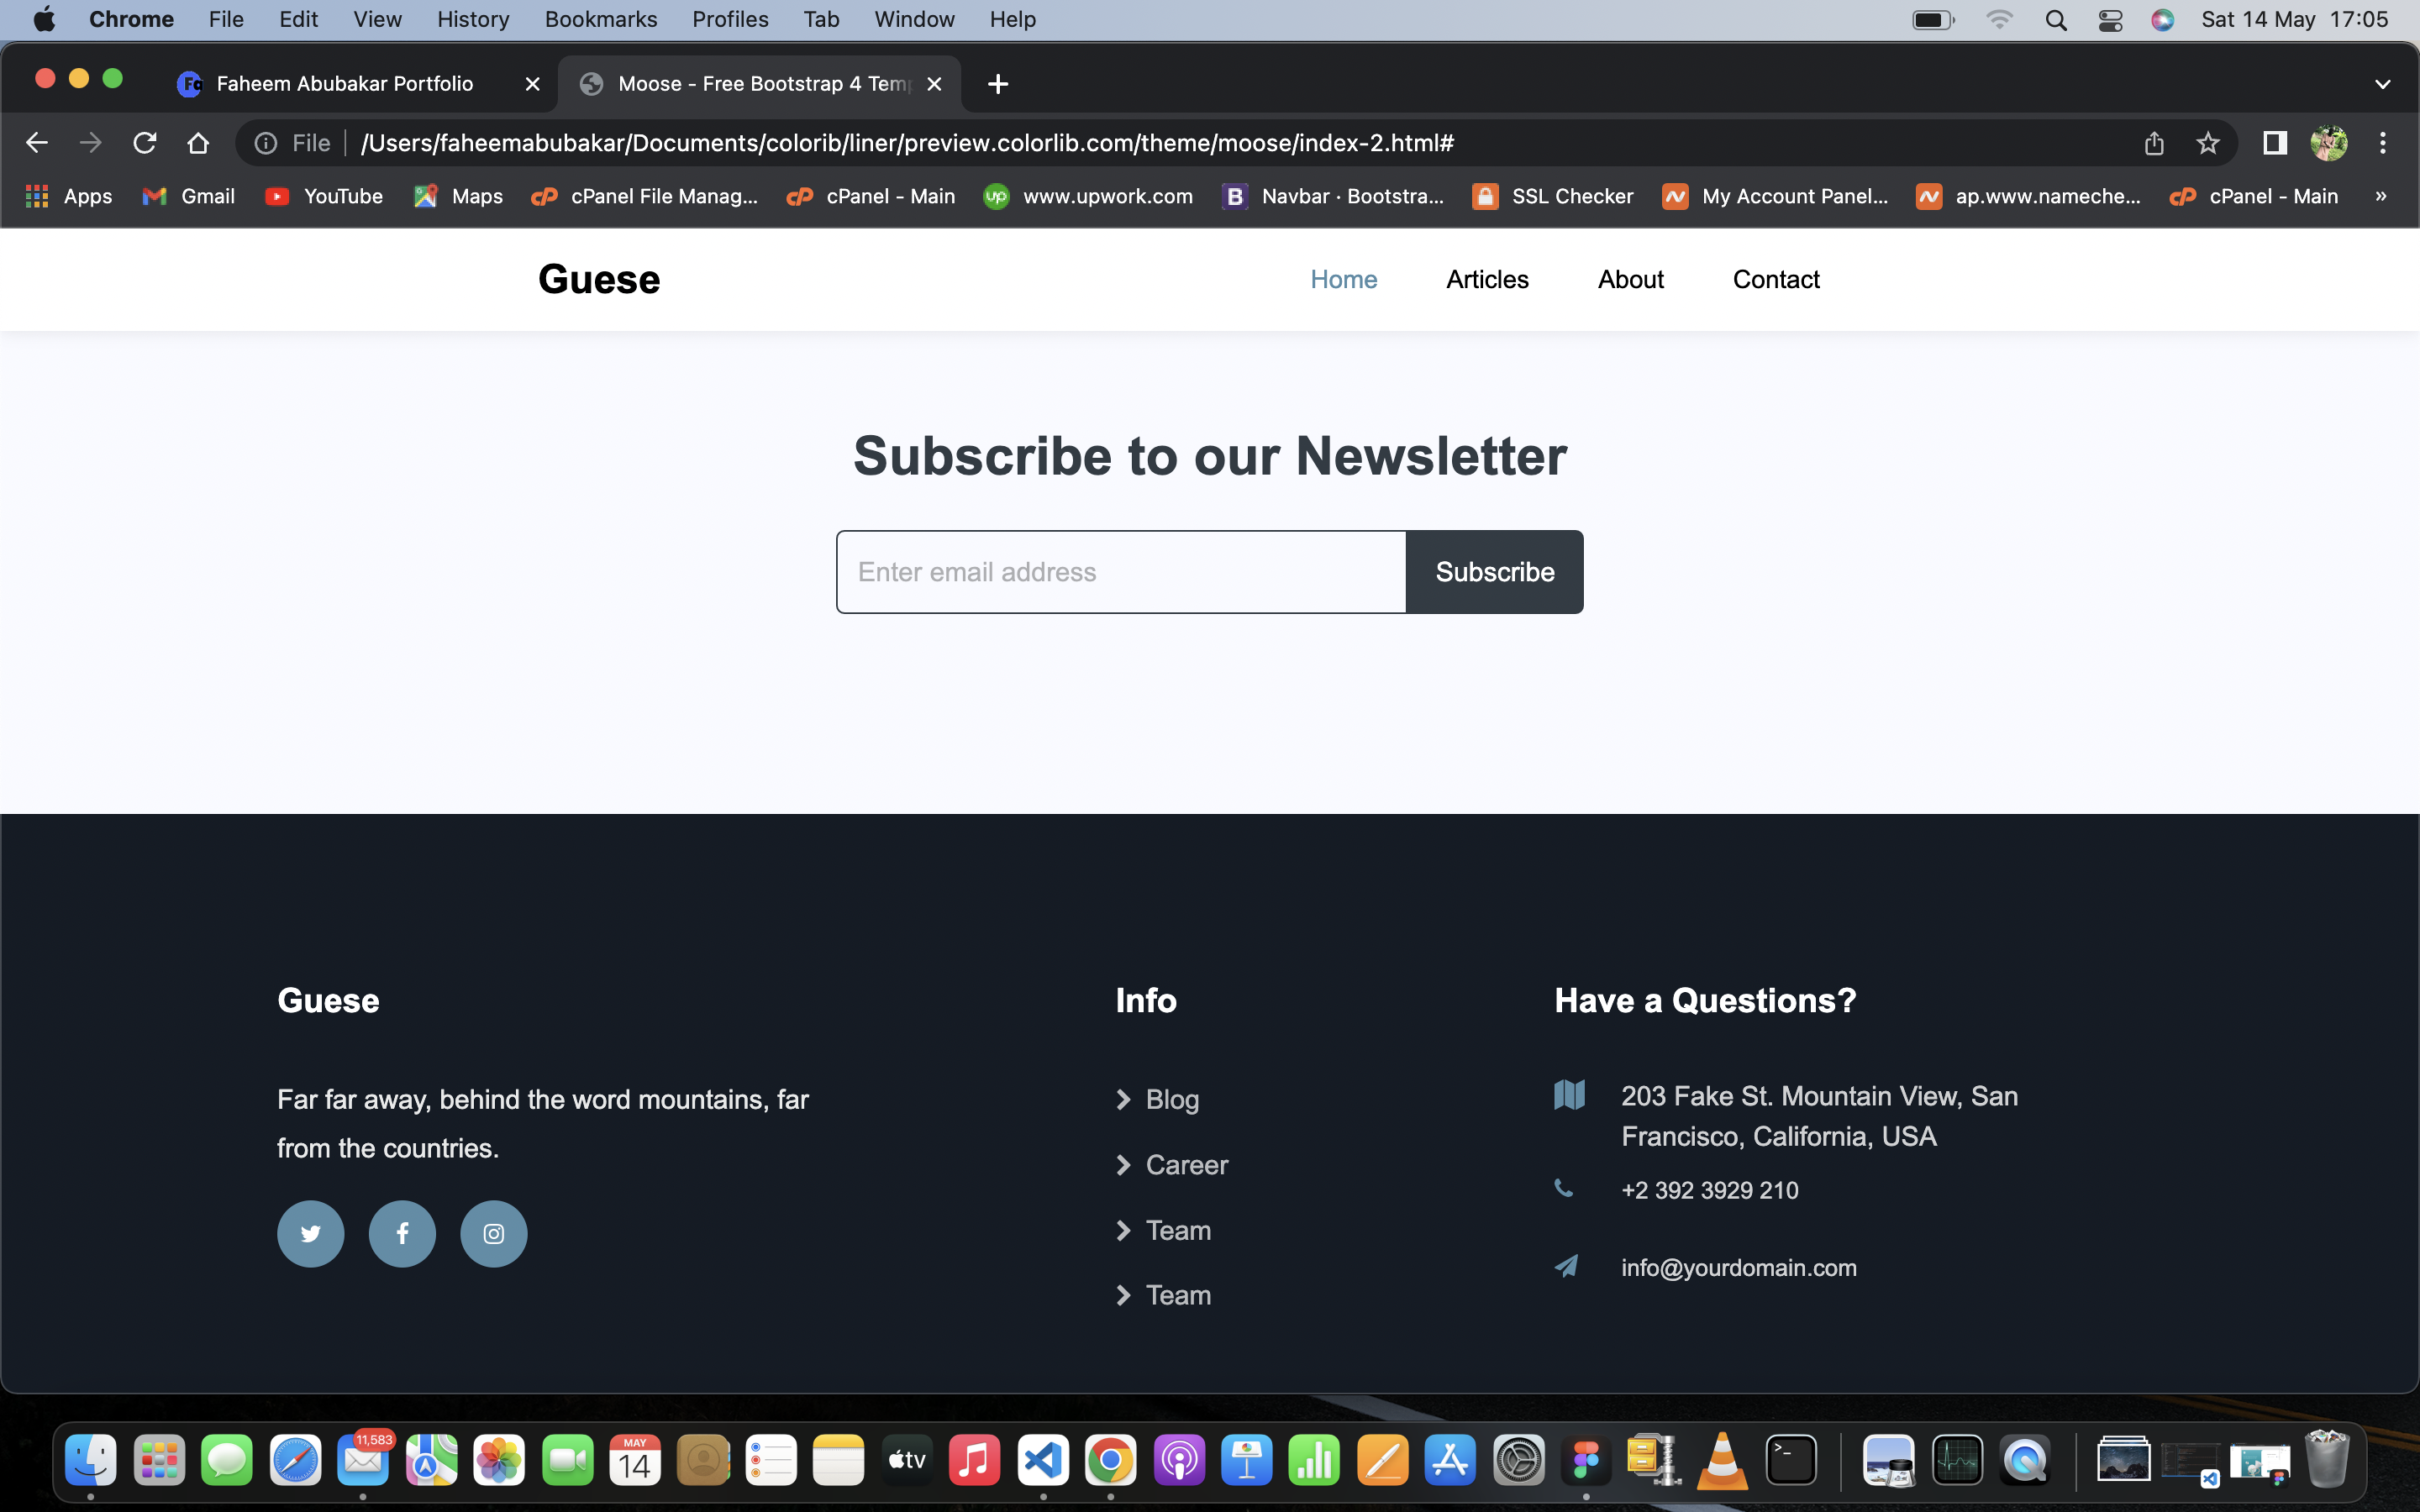 Chrome File Edit View History Bookmarks Profiles Tab Window Help Sat 14 May 17:05
Faheem Abubakar Portfolio Moose - Free Bootstrap 4 Tem
File /Users/faheemabubakar/Documents/colorib/liner/preview.colorlib.com/theme/moose/index-2.html#
Apps Gmail YouTube Maps cPanel File Manag... cPanel - Main www.upwork.com Navbar · Bootstra... SSL Checker My Account Panel... ap.www.nameche... cPanel - Main »
Guese Home Articles About Contact
Subscribe to our Newsletter
Enter email address Subscribe
Guese
Far far away, behind the word mountains, far
from the countries.
Info
Blog
Career
Team
Team
Have a Questions?
203 Fake St. Mountain View, San
Francisco, California, USA
+2 392 3929 210
info@yourdomain.com
11,583
MAY
14
tv